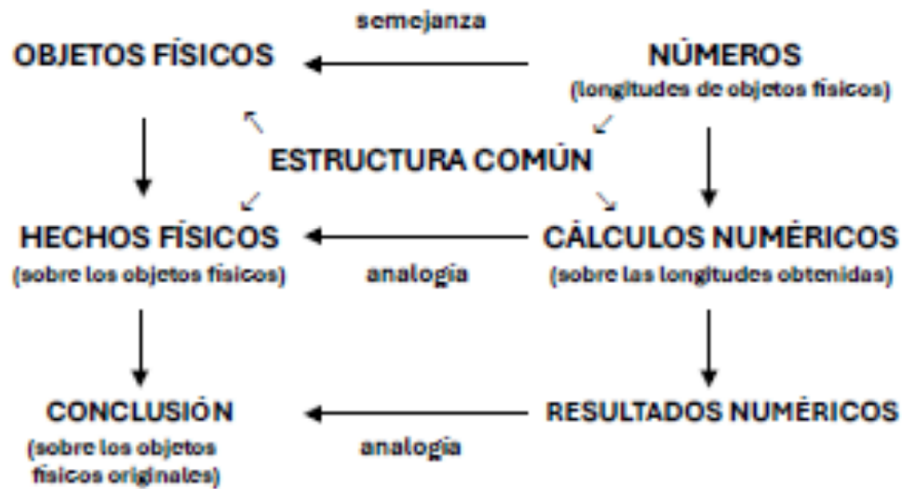 semejanza
OBJETOS FÍSICOS
NÚMEROS
(longitudes de objetos físicos)
ESTRUCTURA COMÚN
HECHOS FÍSICOS
CÁLCULOS NUMÉRICOS
(sobre los objetos físicos)
analogía
(sobre las longitudes obtenidas)
CONCLUSIÓN
RESULTADOS NUMÉRICOS
(sobre los objetos
físicos originales)
analogía